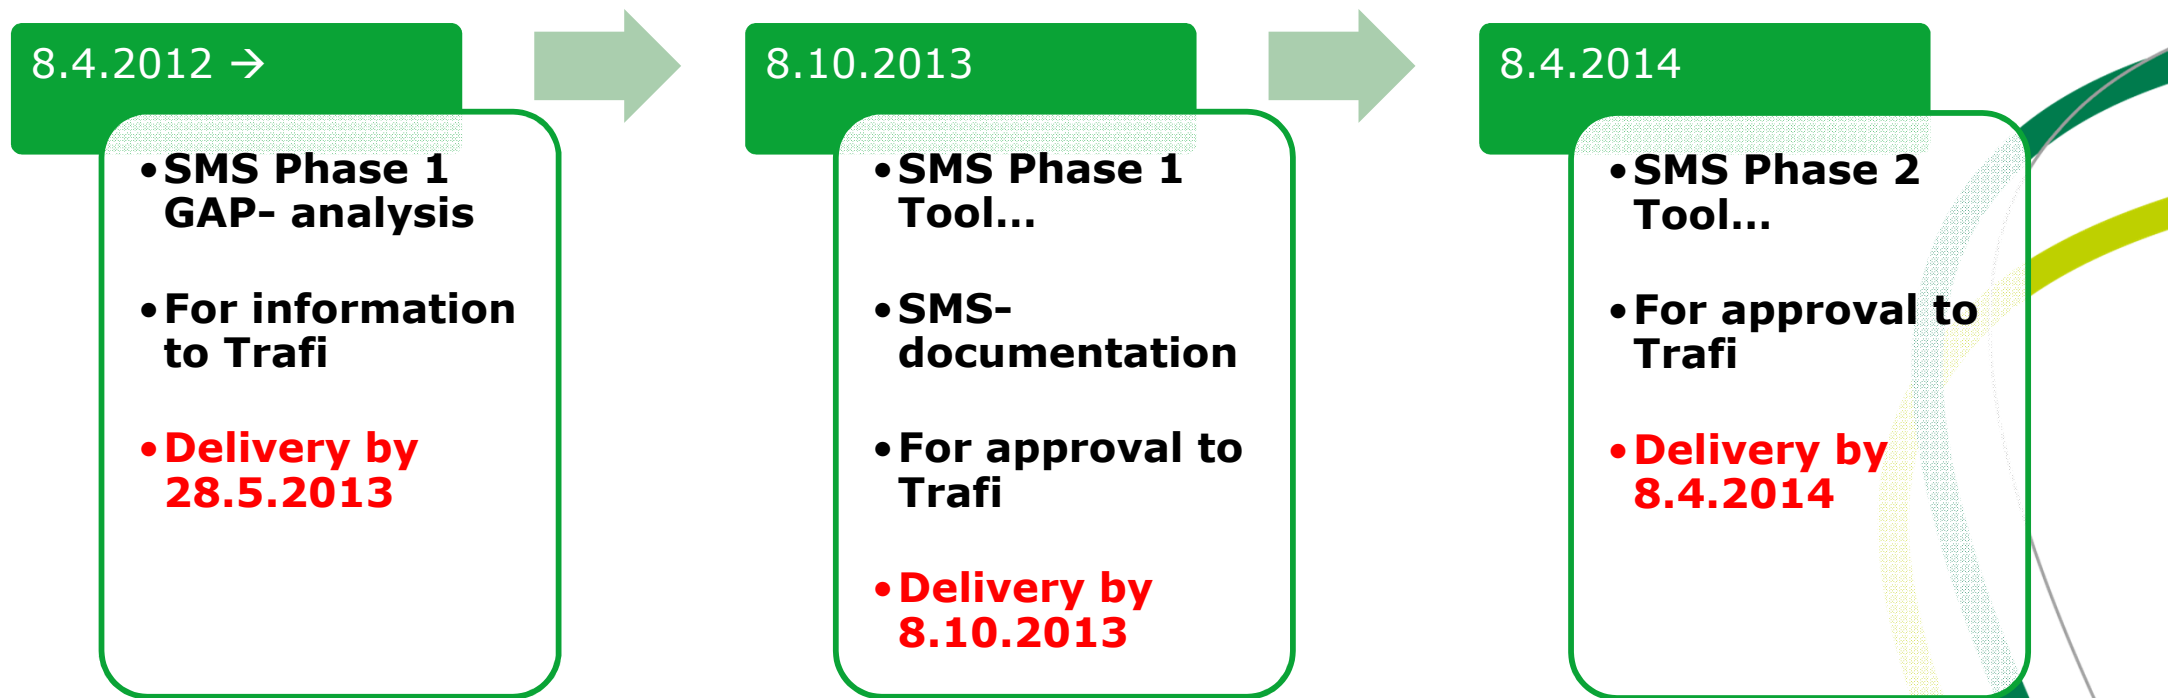 8.4.2012 →
•SMS Phase 1
GAP- analysis
•For information
to Trafi
•Delivery by
28.5.2013
8.10.2013
•SMS Phase 1
Tool...
•SMS-
documentation
•For approval to
Trafi
•Delivery by
8.10.2013
8.4.2014
•SMS Phase 2
Tool...
•For approval to
Trafi
•Delivery by
8.4.2014